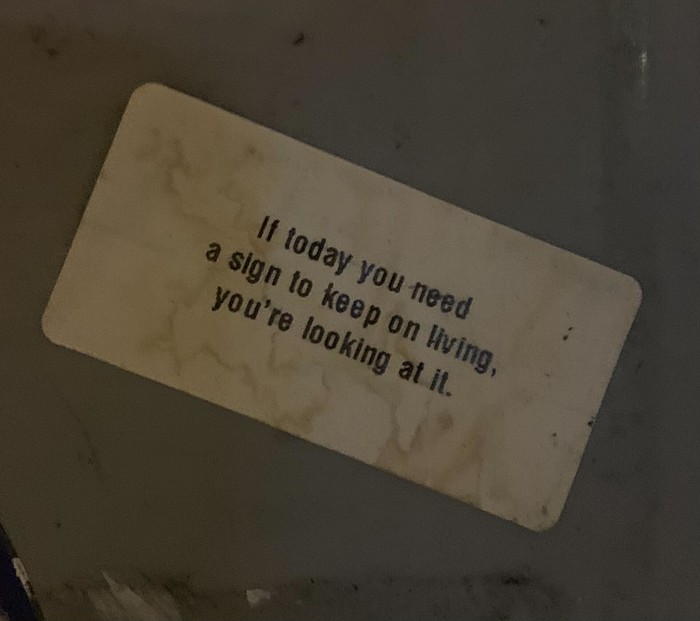 If today you need
a sign to keep on living,
you're looking at it.